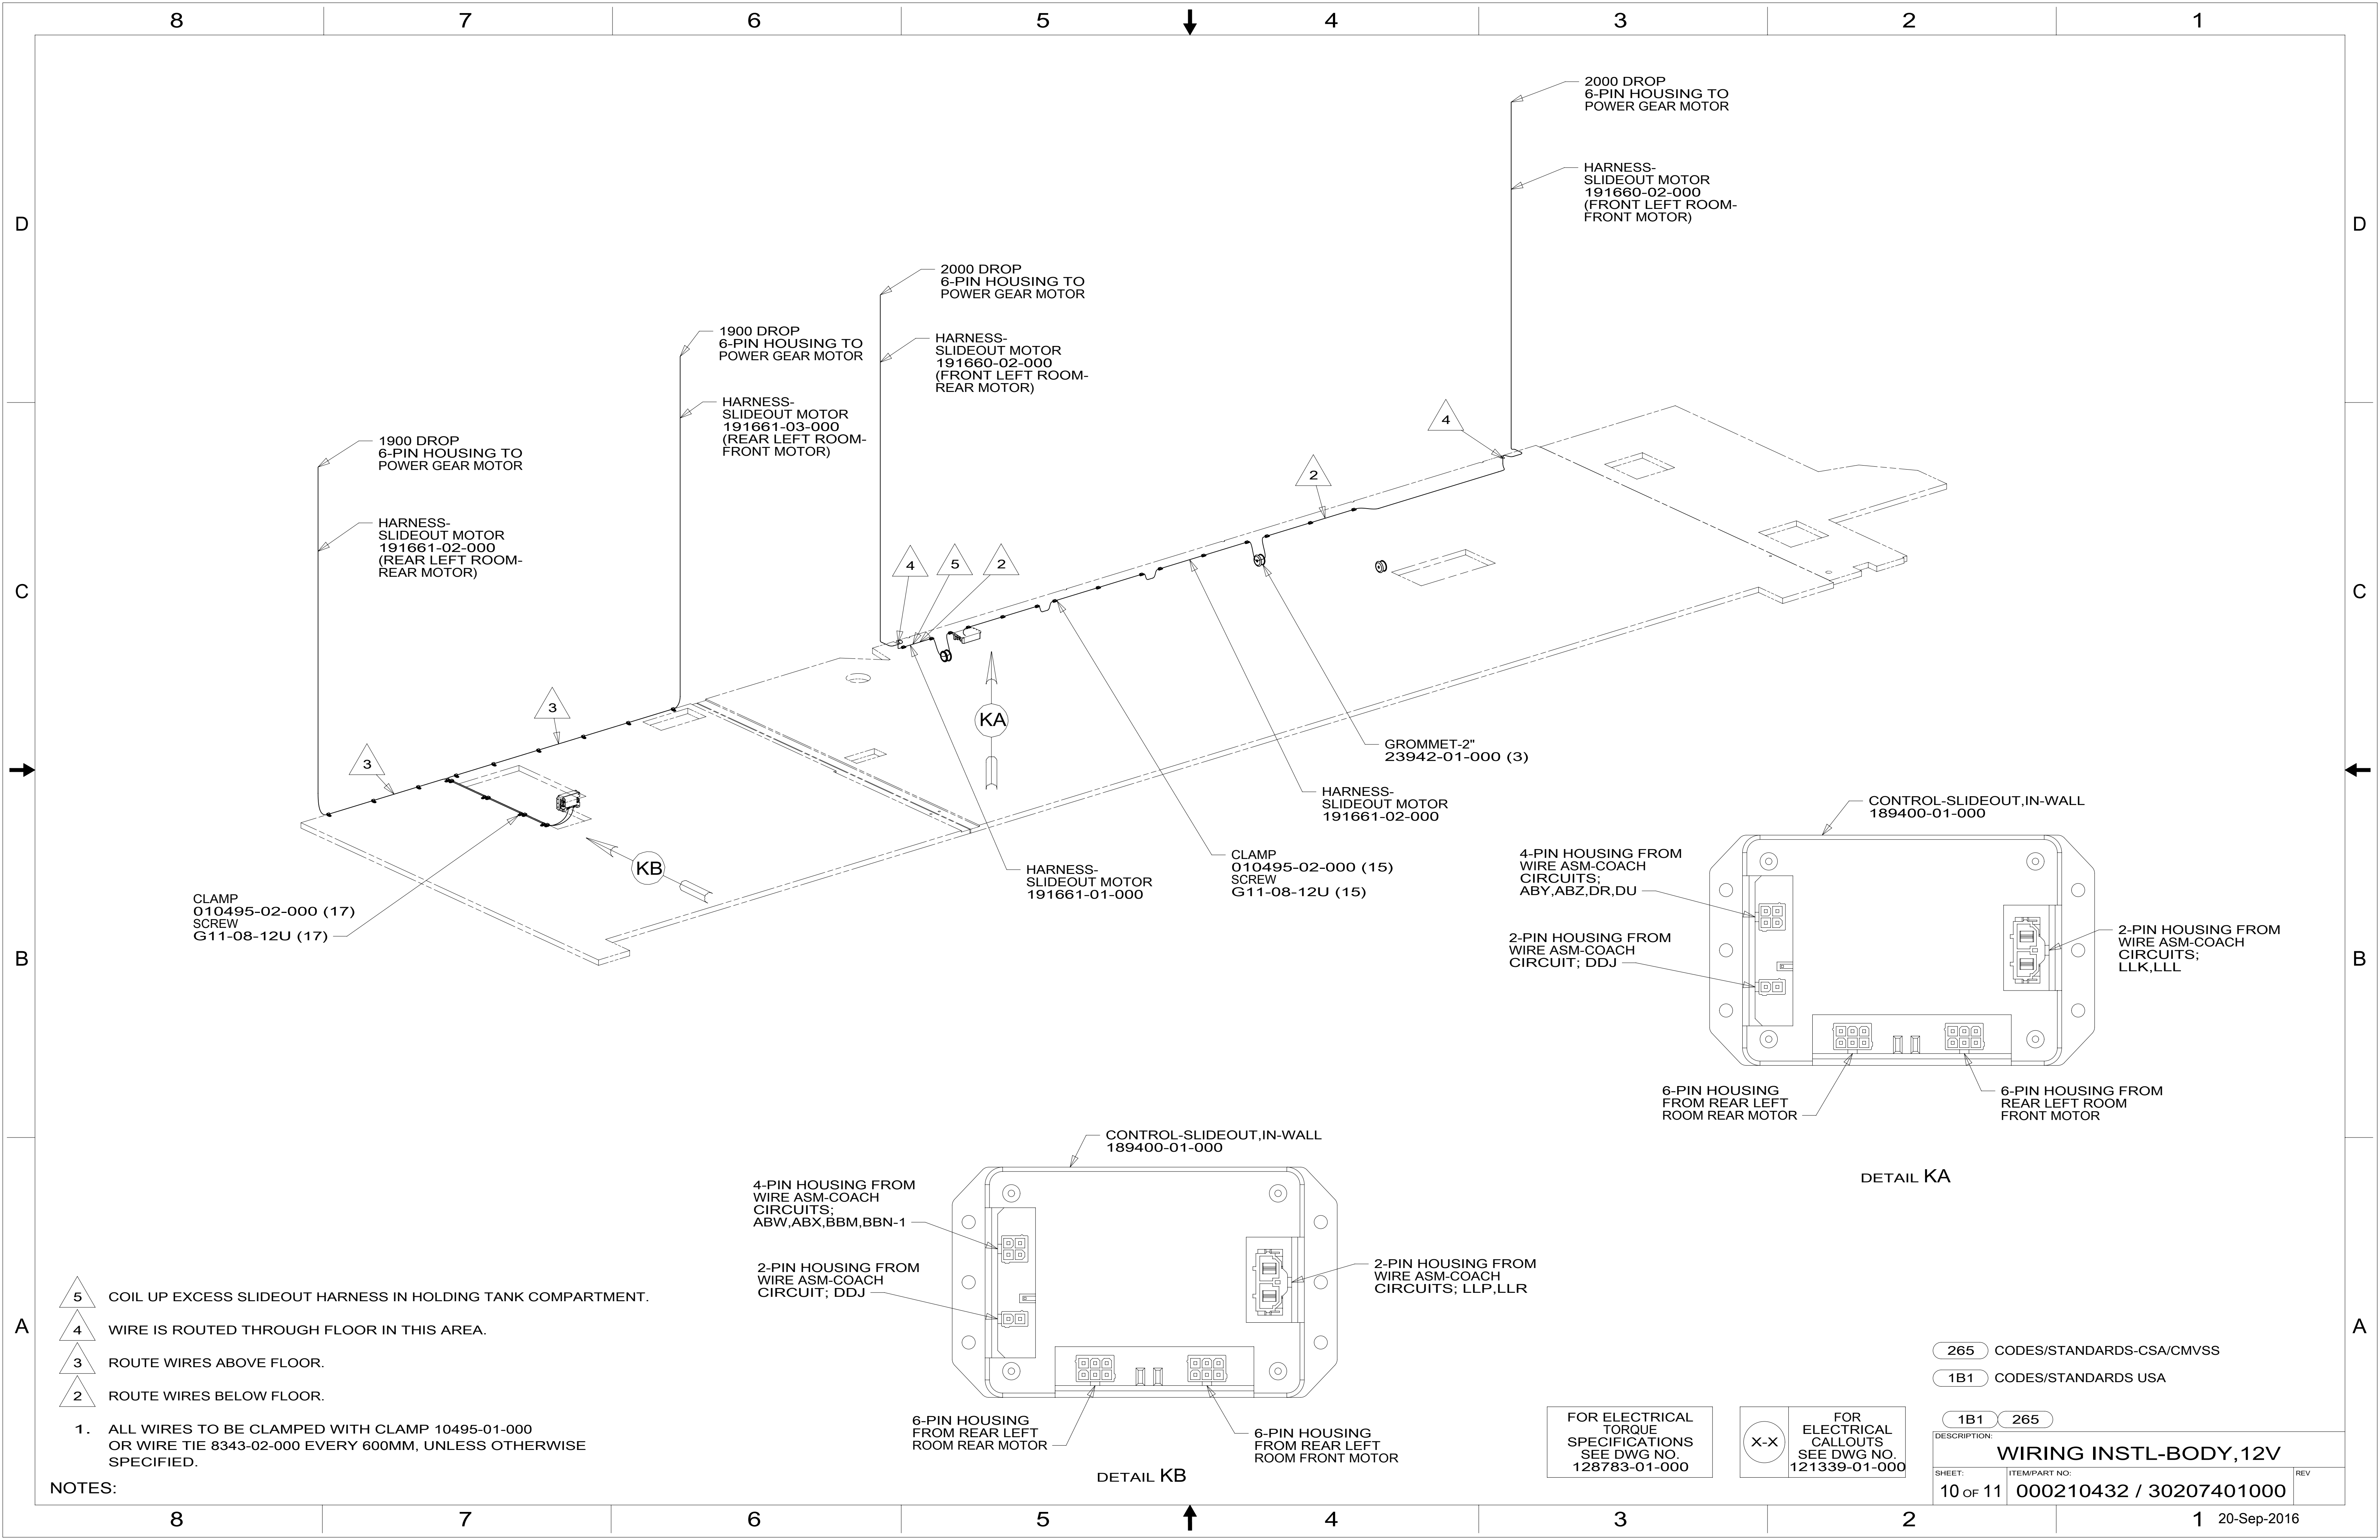 8 7 6 5 4 3 2 1
D
C
B
A
D
C
B
A
2000 DROP
6-PIN HOUSING TO
POWER GEAR MOTOR
HARNESS-
SLIDEOUT MOTOR
191660-02-000
(FRONT LEFT ROOM-
FRONT MOTOR)
2000 DROP
6-PIN HOUSING TO
POWER GEAR MOTOR
HARNESS-
SLIDEOUT MOTOR
191660-02-000
(FRONT LEFT ROOM-
REAR MOTOR)
1900 DROP
6-PIN HOUSING TO
POWER GEAR MOTOR
HARNESS-
SLIDEOUT MOTOR
191661-03-000
(REAR LEFT ROOM-
FRONT MOTOR)
1900 DROP
6-PIN HOUSING TO
POWER GEAR MOTOR
HARNESS-
SLIDEOUT MOTOR
191661-02-000
(REAR LEFT ROOM-
REAR MOTOR)
4
2
4
5
2
3
3
KA
KB
GROMMET-2"
23942-01-000 (3)
HARNESS-
SLIDEOUT MOTOR
191661-02-000
CLAMP
010495-02-000 (15)
SCREW
G11-08-12U (15)
HARNESS-
SLIDEOUT MOTOR
191661-01-000
CLAMP
010495-02-000 (17)
SCREW
G11-08-12U (17)
CONTROL-SLIDEOUT,IN-WALL
189400-01-000
4-PIN HOUSING FROM
WIRE ASM-COACH
CIRCUITS;
ABY,ABZ,DR,DU
2-PIN HOUSING FROM
WIRE ASM-COACH
CIRCUIT; DDJ
2-PIN HOUSING FROM
WIRE ASM-COACH
CIRCUITS;
LLK,LLL
6-PIN HOUSING
FROM REAR LEFT
ROOM REAR MOTOR
6-PIN HOUSING FROM
REAR LEFT ROOM
FRONT MOTOR
DETAIL KA
CONTROL-SLIDEOUT,IN-WALL
189400-01-000
4-PIN HOUSING FROM
WIRE ASM-COACH
CIRCUITS;
ABW,ABX,BBM,BBN-1
2-PIN HOUSING FROM
WIRE ASM-COACH
CIRCUIT; DDJ
2-PIN HOUSING FROM
WIRE ASM-COACH
CIRCUITS; LLP,LLR
6-PIN HOUSING
FROM REAR LEFT
ROOM REAR MOTOR
6-PIN HOUSING
FROM REAR LEFT
ROOM FRONT MOTOR
DETAIL KB
5 COIL UP EXCESS SLIDEOUT HARNESS IN HOLDING TANK COMPARTMENT.
4 WIRE IS ROUTED THROUGH FLOOR IN THIS AREA.
3 ROUTE WIRES ABOVE FLOOR.
2 ROUTE WIRES BELOW FLOOR.
1. ALL WIRES TO BE CLAMPED WITH CLAMP 10495-01-000
OR WIRE TIE 8343-02-000 EVERY 600MM, UNLESS OTHERWISE
SPECIFIED.
NOTES:
FOR ELECTRICAL
TORQUE
SPECIFICATIONS
SEE DWG NO.
128783-01-000
X-X
FOR
ELECTRICAL
CALLOUTS
SEE DWG NO.
121339-01-000
265 CODES/STANDARDS-CSA/CMVSS
1B1 CODES/STANDARDS USA
1B1 265
DESCRIPTION:
WIRING INSTL-BODY,12V
SHEET:
10 OF 11
ITEM/PART NO:
000210432 / 30207401000
REV
8 7 6 5 4 3 2 1
20-Sep-2016